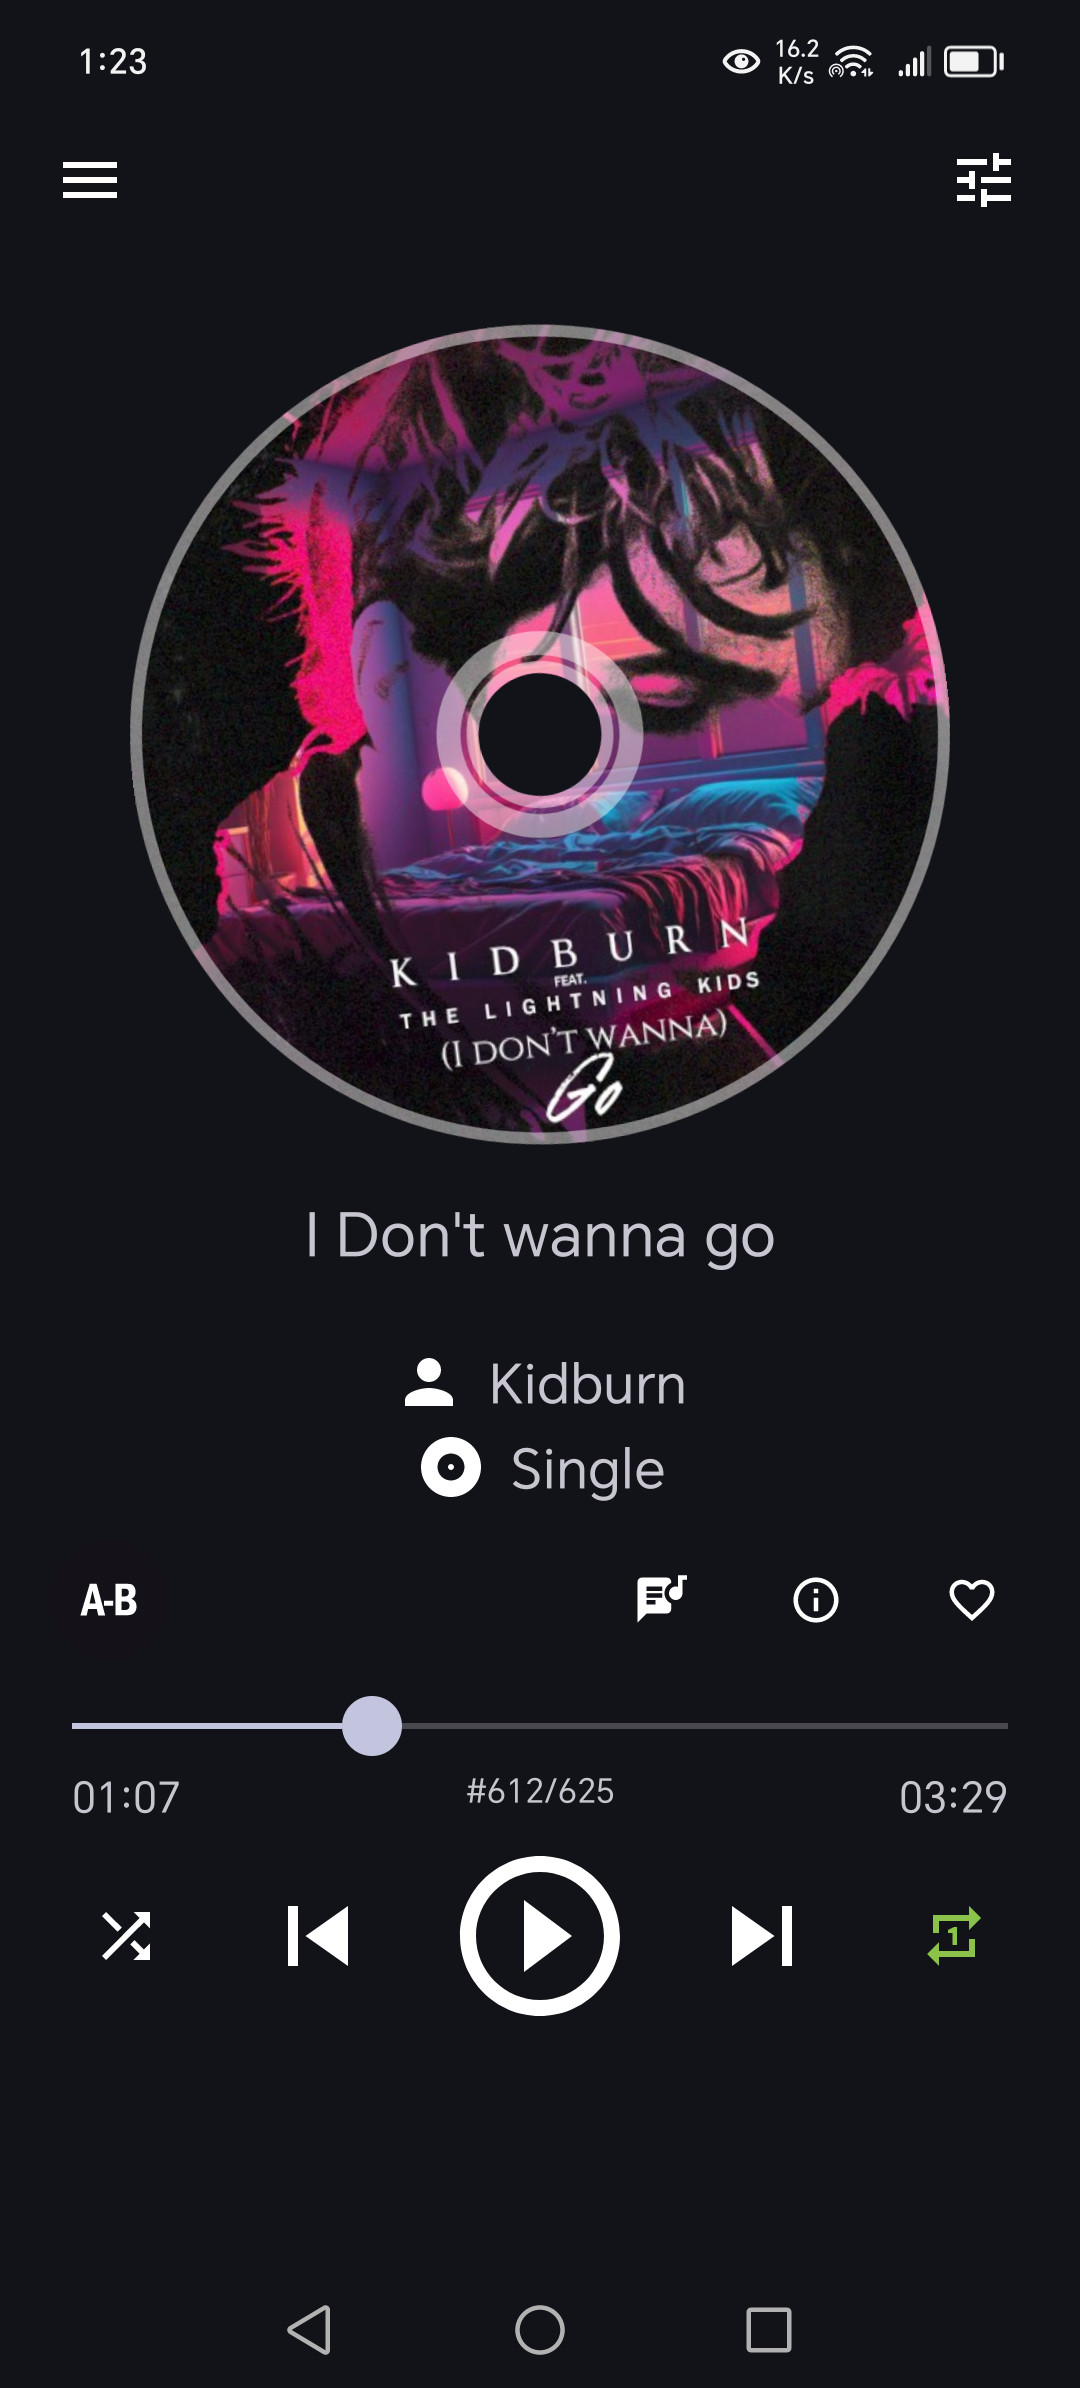 1:23
16.2
K/s
KIDBURN
FEAT.
THE LIGHTNING KIDS
(I DON'T WANNA)
Go
I Don't wanna go
Kidburn
Single
A-B
01:07
#612/625
03:29
1